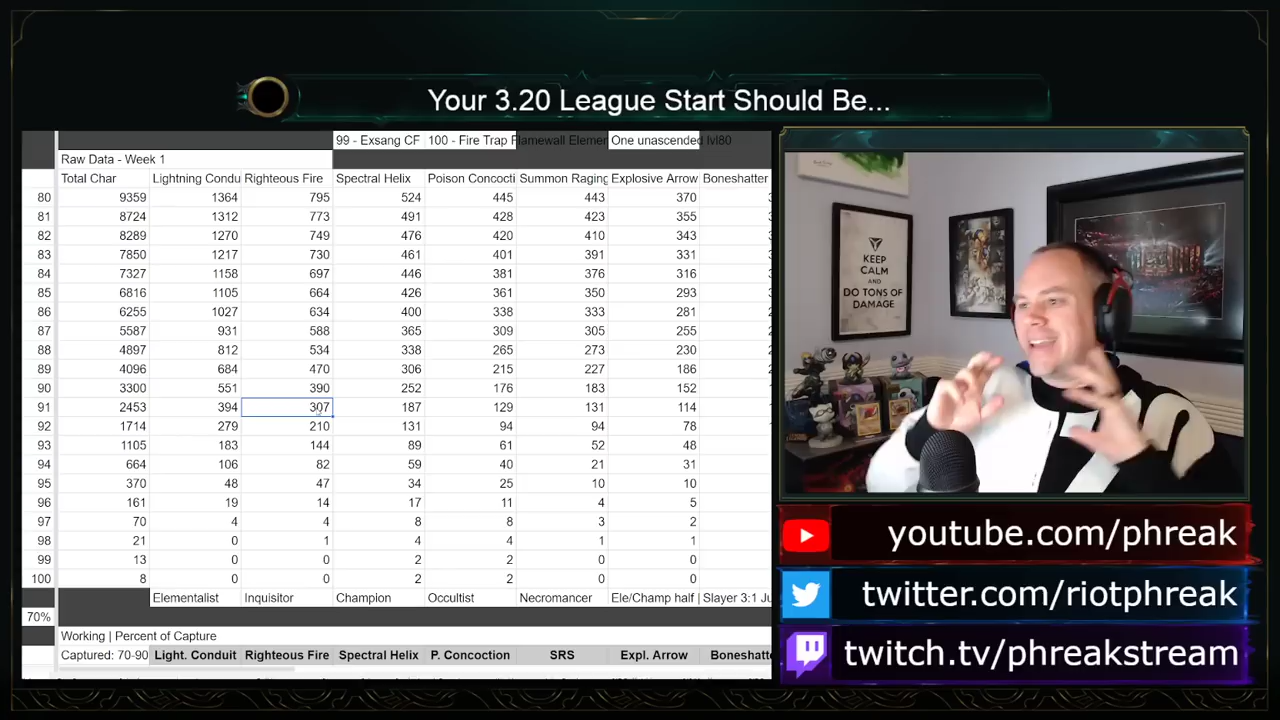 Your 3.20 League Start Should Be...
99 - Exsang CF 100 - Fire Trap F lamewall Elemen One unascended lvl80
Raw Data - Week 1
Total Char Lightning Condu Righteous Fire Spectral Helix Poison Concocti Summon Raging Explosive Arrow Boneshatter
80 9359 1364 795 524 445 443 370
81 8724 1312 773 491 428 423 355
82 8289 1270 749 476 420 410 343
83 7850 1217 730 461 401 391 331
84 7327 1158 697 446 381 376 316
85 6816 1105 664 426 361 350 293
86 6255 1027 634 400 338 333 281
87 5587 931 588 365 309 305 255
88 4897 812 534 338 265 273 230
89 4096 684 470 306 215 227 186
90 3300 551 390 252 176 183 152
91 2453 394 307 187 129 131 114
92 1714 279 210 131 94 94 78
93 1105 183 144 89 61 52 48
94 664 106 82 59 40 21 31
95 370 48 47 34 25 10 10
96 161 19 14 17 11 4 5
97 70 4 4 8 8 3 2
98 21 0 1 4 4 1 1
99 13 0 0 2 2 0 0
100 8 0 0 2 2 0 0
Elementalist Inquisitor Champion Occultist Necromancer Ele/Champ half | Slayer 3:1 Ju
70%
Working | Percent of Capture
Captured: 70-90 Light. Conduit Righteous Fire Spectral Helix P. Concoction SRS Expl. Arrow Boneshatte
KEEP
CALM
AND
DO TONS OF
DAMAGE
youtube.com/phreak
twitter.com/riotphreak
twitch.tv/phreakstream